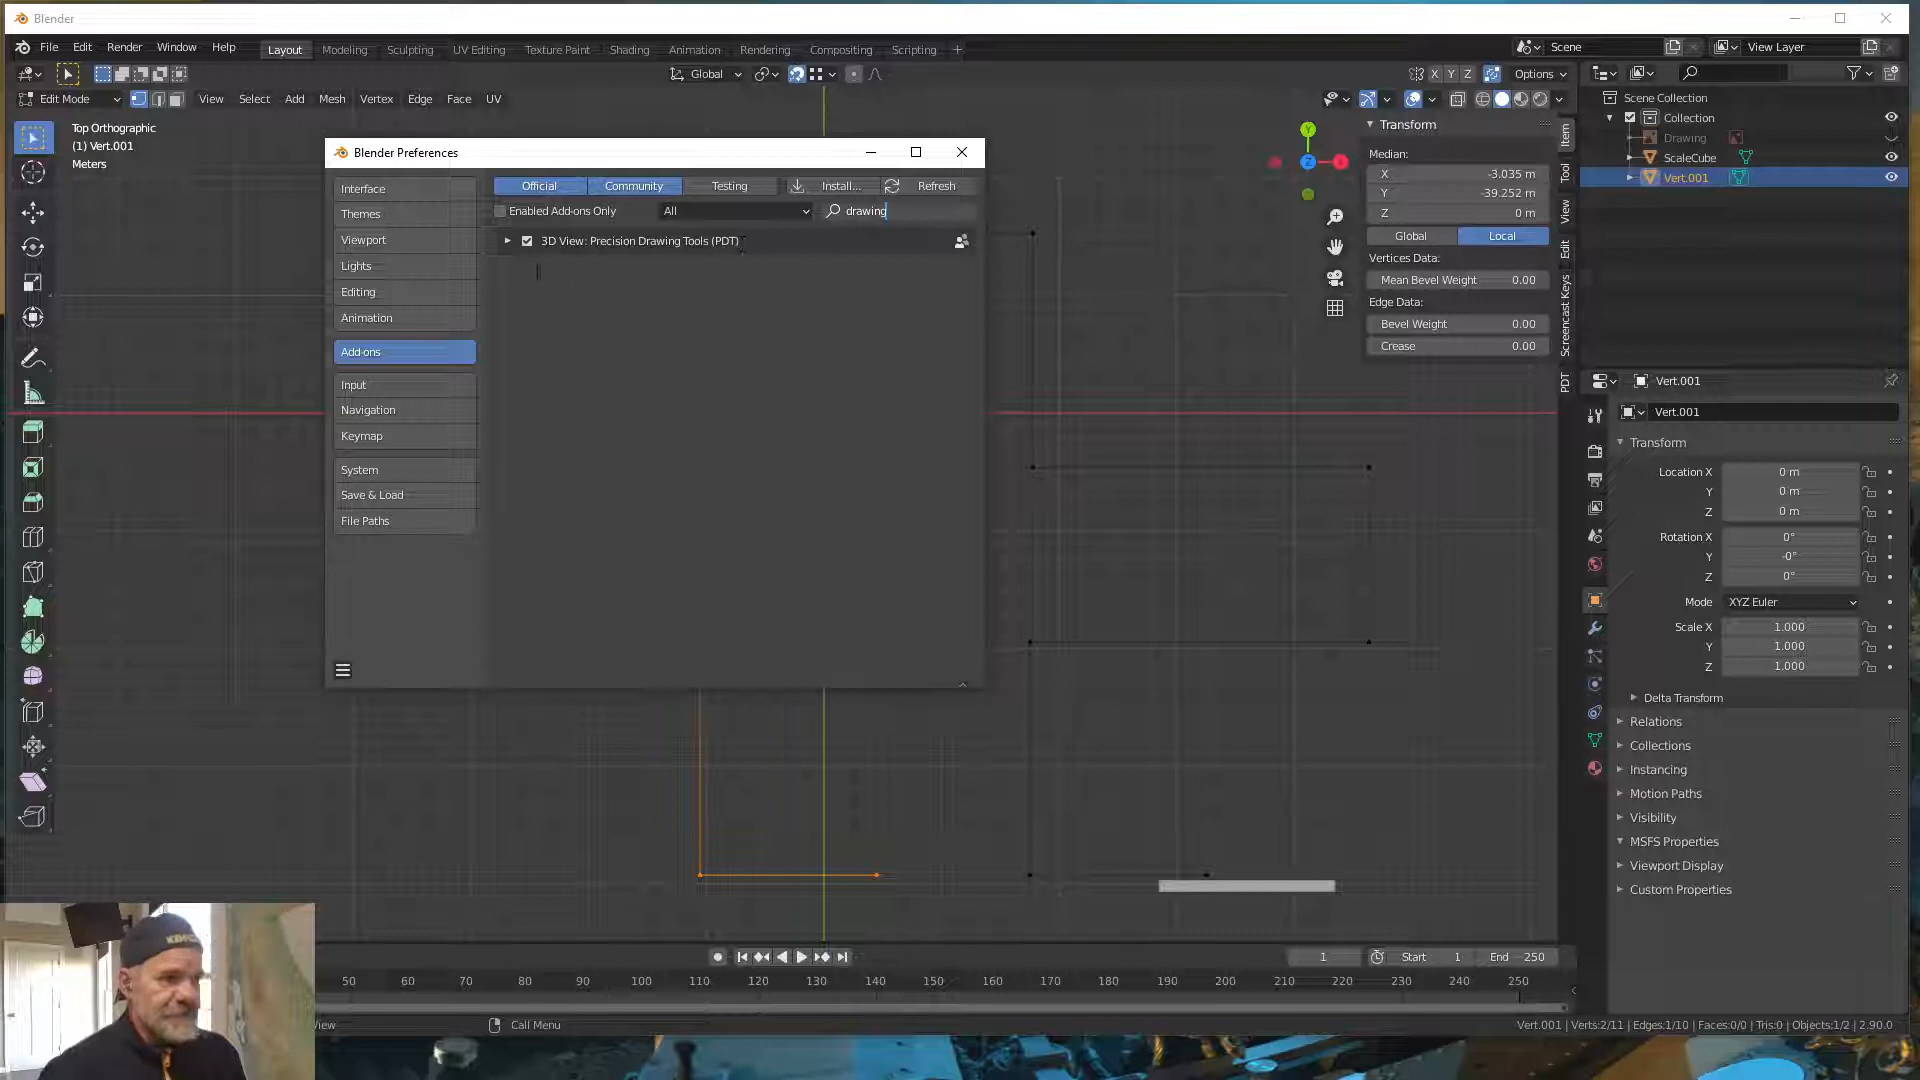 Blender
File Edit Render Window Help Layout Modeling Sculpting UV Editing Texture Paint Shading Animation Rendering Compositing Scripting + Scene View Layer
Global X Y Z Options
Edit Mode View Select Add Mesh Vertex Edge Face UV
Top Orthographic
(1) Vert.001
Meters
Blender Preferences
Interface
Themes
Viewport
Lights
Editing
Animation
Add-ons
Input
Navigation
Keymap
System
Save & Load
File Paths
Official Community Testing Install... Refresh
Enabled Add-ons Only All drawing
3D View: Precision Drawing Tools (PDT)
Y
Z
X
Transform
Median:
X -3.035 m
Y -39.252 m
Z 0 m
Global Local
Vertices Data:
Mean Bevel Weight 0.00
Edge Data:
Bevel Weight 0.00
Crease 0.00
Item
Tool
View
Edit
Screencast Keys
PDT
Scene Collection
Collection
Drawing
ScaleCube
Vert.001
Vert.001
Vert.001
Transform
Location X 0 m
Y 0 m
Z 0 m
Rotation X 0°
Y -0°
Z 0°
Mode XYZ Euler
Scale X 1.000
Y 1.000
Z 1.000
Delta Transform
Relations
Collections
Instancing
Motion Paths
Visibility
MSFS Properties
Viewport Display
Custom Properties
1 Start 1 End 250
50 60 70 80 90 100 110 120 130 140 150 160 170 180 190 200 210 220 230 240 250
View Call Menu Vert.001 | Verts:2/11 | Edges:1/10 | Faces:0/0 | Tris:0 | Objects:1/2 | 2.90.0